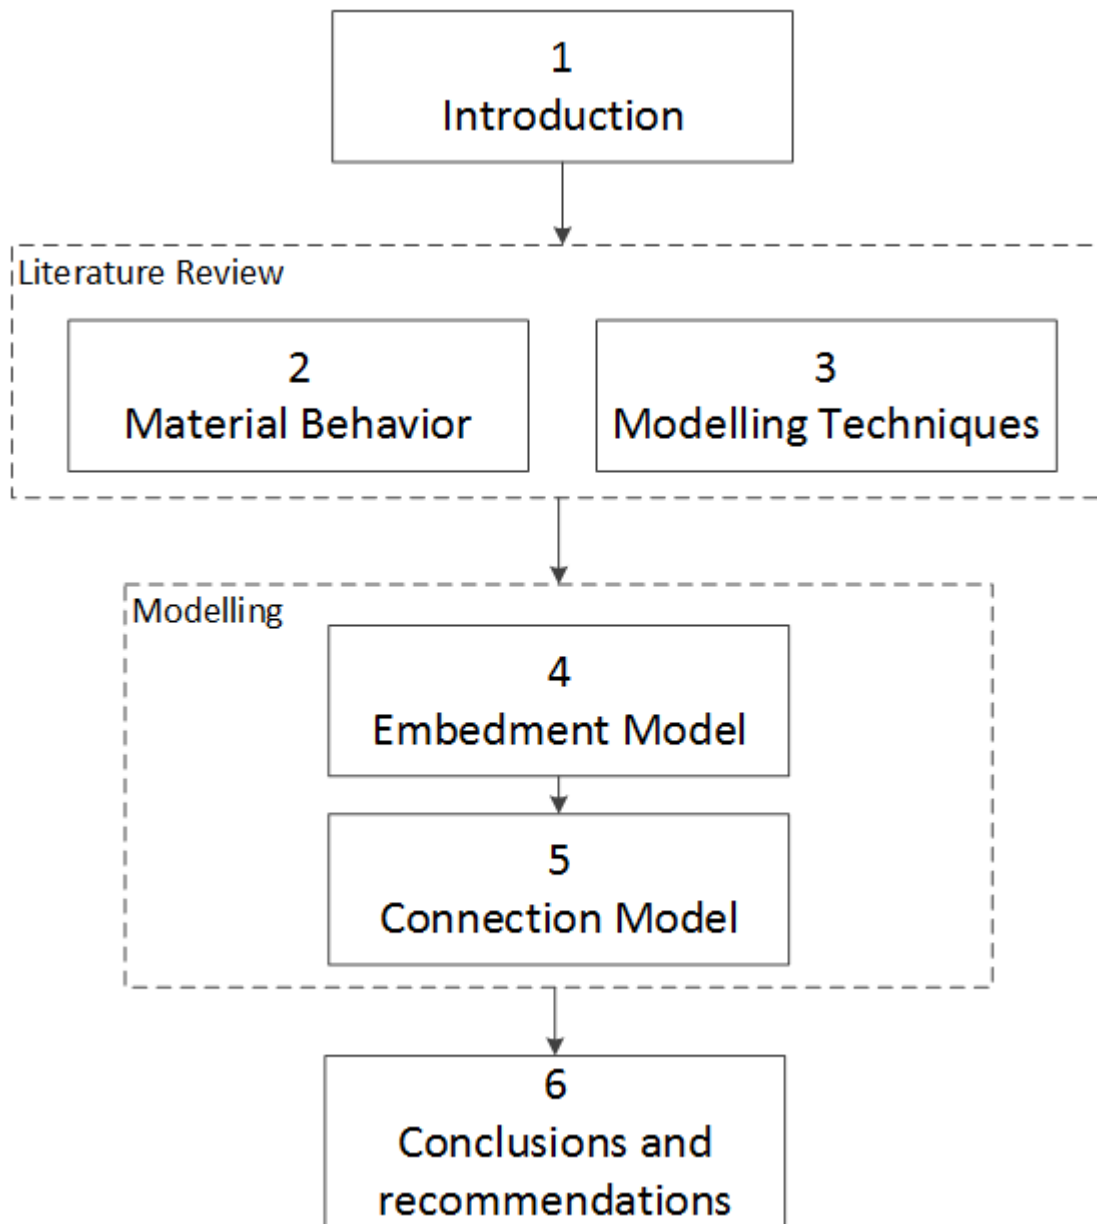 1
Introduction
Literature Review
2
Material Behavior
3
Modelling Techniques
Modelling
4
Embedment Model
5
Connection Model
6
Conclusions and
recommendations